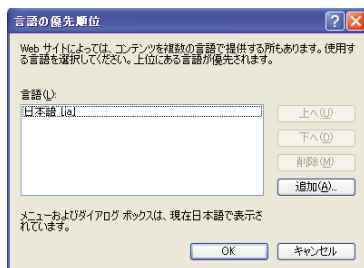 言語の優先順位
Web サイトによっては、コンテンツを複数の言語で提供する所もあります。使用す
る言語を選択してください。上位にある言語が優先されます。
言語(L):
日本語 [ja]
上へ(U)
下へ(D)
削除(M)
追加(A)...
メニューおよびダイアログ ボックスは、現在日本語で表示さ
れています。
OK
キャンセル